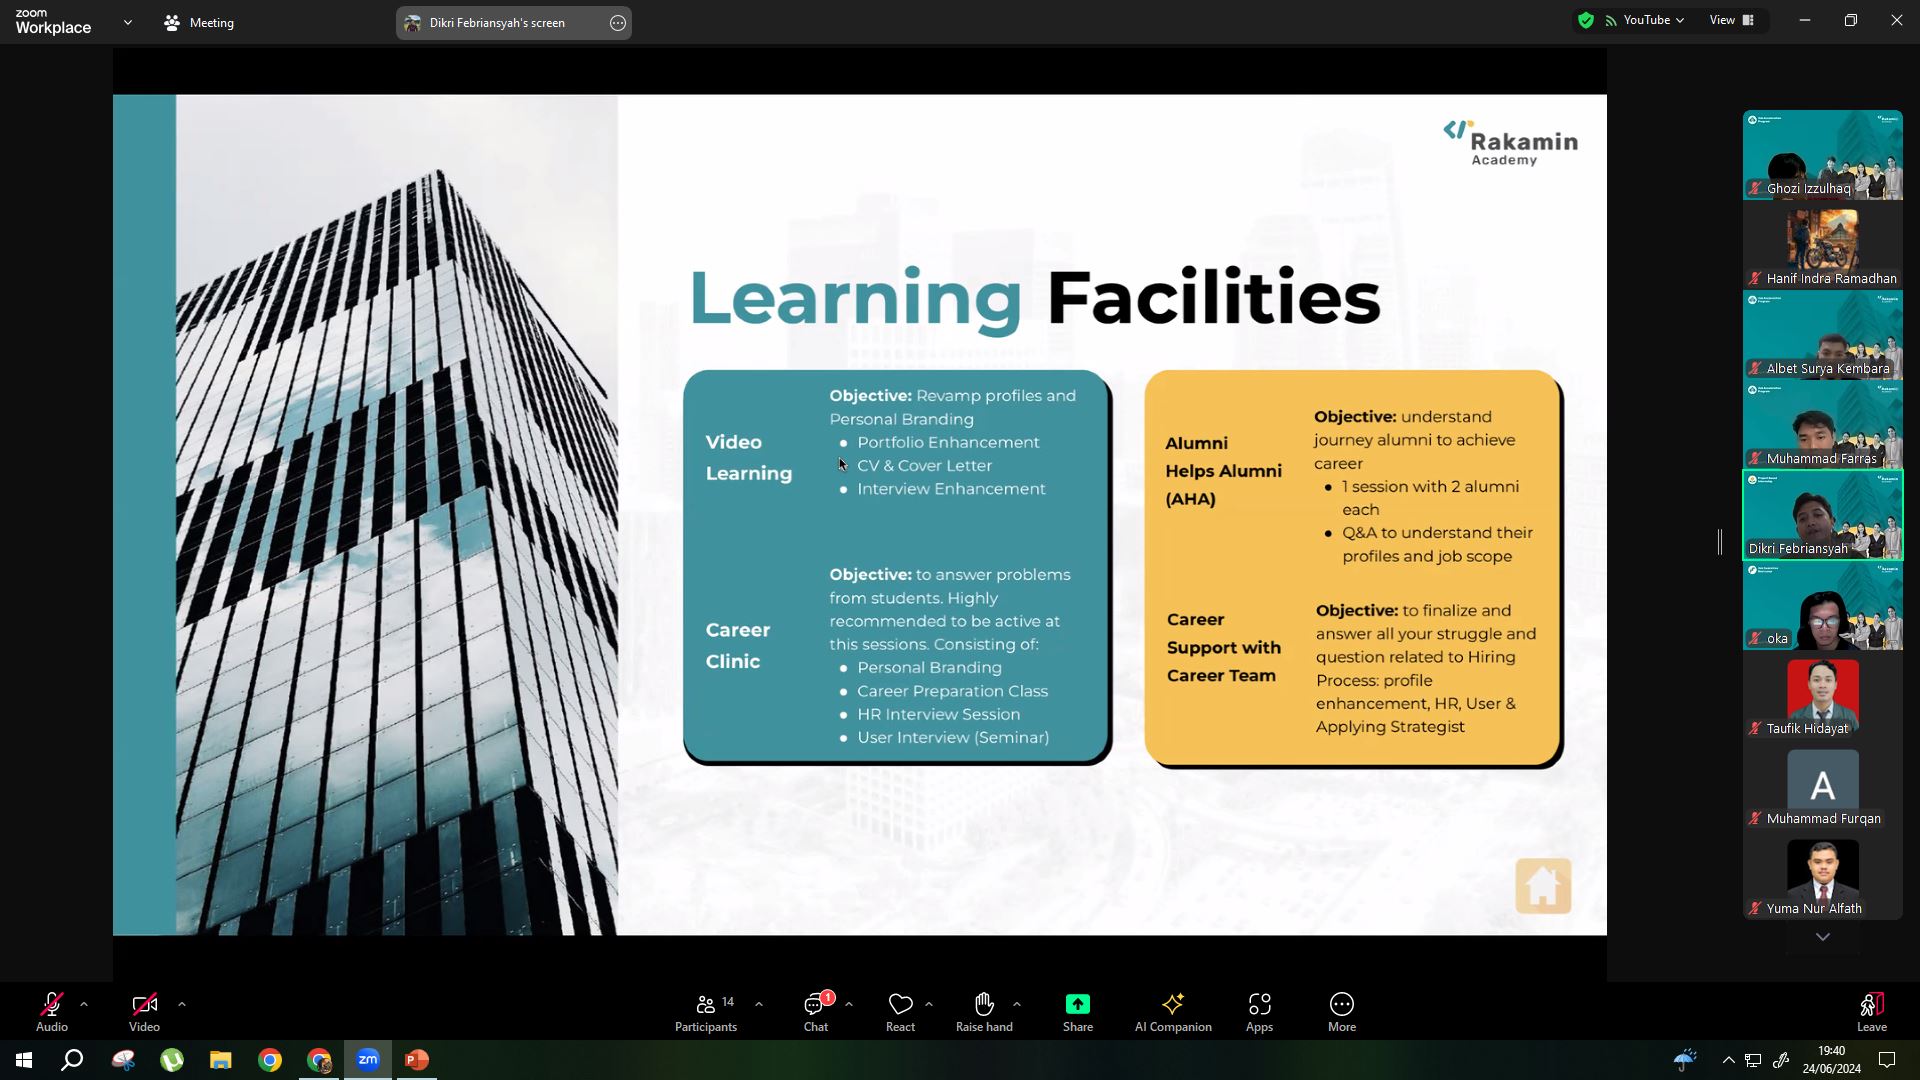 zoom
Workplace
Meeting
Dikri Febriansyah's screen
YouTube
View
Rakamin
Academy
Learning Facilities
Video
Learning
Objective: Revamp profiles and
Personal Branding
Portfolio Enhancement
CV & Cover Letter
Interview Enhancement
Career
Clinic
Objective: to answer problems
from students. Highly
recommended to be active at
this sessions. Consisting of:
Personal Branding
Career Preparation Class
HR Interview Session
User Interview (Seminar)
Alumni
Helps Alumni
(AHA)
Objective: understand
journey alumni to achieve
career
1 session with 2 alumni
each
Q&A to understand their
profiles and job scope
Career
Support with
Career Team
Objective: to finalize and
answer all your struggle and
question related to Hiring
Process: profile
enhancement, HR, User &
Applying Strategist
Ghozi Izzulhaq
Hanif Indra Ramadhan
Albet Surya Kembara
Muhammad Farras
Dikri Febriansyah
oka
Taufik Hidayat
A
Muhammad Furqan
Yuma Nur Alfath
Audio
Video
14
Participants
1
Chat
React
Raise hand
Share
AI Companion
Apps
More
Leave
zm
19:40
24/06/2024